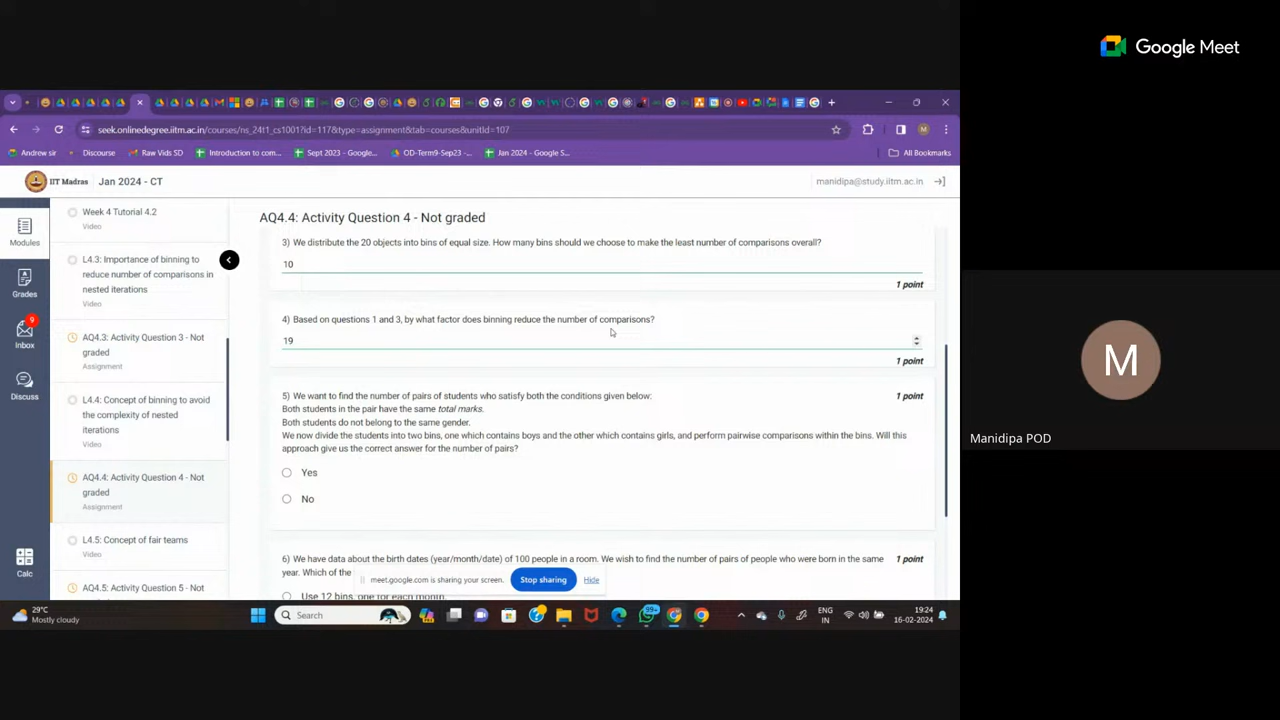 Google Meet
seek.onlinedegree.iitm.ac.in/courses/ns_24t1_cs1001?id=117&type=assignment&tab=courses&unitId=107
Andrew sir
Discourse
Raw Vids SD
Introduction to com...
Sept 2023 - Google...
OD-Term9-Sep23 -...
Jan 2024 - Google S...
All Bookmarks
IIT Madras
Jan 2024 - CT
manidipa@study.iitm.ac.in
Modules
Grades
9
Inbox
Discuss
Calc
Week 4 Tutorial 4.2
Video
L4.3: Importance of binning to
reduce number of comparisons in
nested iterations
Video
AQ4.3: Activity Question 3 - Not
graded
Assignment
L4.4: Concept of binning to avoid
the complexity of nested
iterations
Video
AQ4.4: Activity Question 4 - Not
graded
Assignment
L4.5: Concept of fair teams
Video
AQ4.5: Activity Question 5 - Not
AQ4.4: Activity Question 4 - Not graded
3) We distribute the 20 objects into bins of equal size. How many bins should we choose to make the least number of comparisons overall?
10
1 point
4) Based on questions 1 and 3, by what factor does binning reduce the number of comparisons?
19
1 point
5) We want to find the number of pairs of students who satisfy both the conditions given below:
1 point
Both students in the pair have the same total marks.
Both students do not belong to the same gender.
We now divide the students into two bins, one which contains boys and the other which contains girls, and perform pairwise comparisons within the bins. Will this
approach give us the correct answer for the number of pairs?
Yes
No
6) We have data about the birth dates (year/month/date) of 100 people in a room. We wish to find the number of pairs of people who were born in the same
1 point
year. Which of the
Use 12 bins, one for each month.
meet.google.com is sharing your screen.
Stop sharing
Hide
29°C
Mostly cloudy
Search
99+
ENG
IN
19:24
16-02-2024
M
Manidipa POD